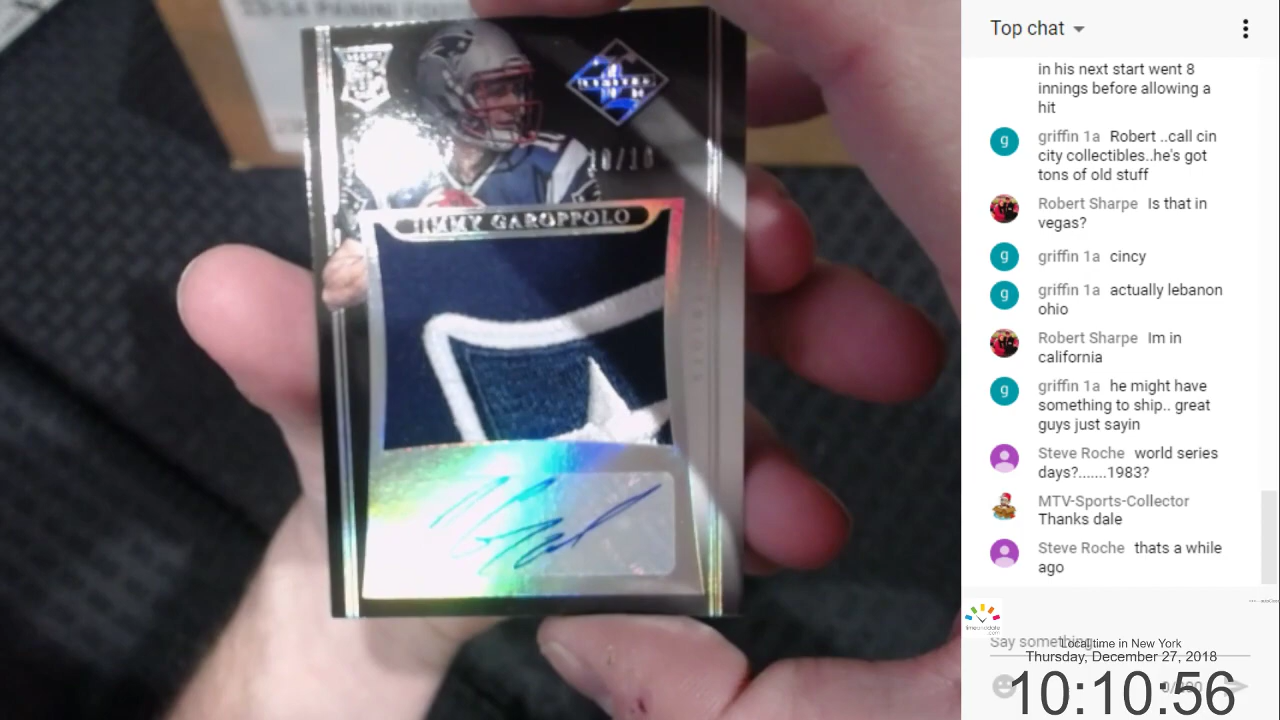 LIMITED
10/10
JIMMY GAROPPOLO
Top chat
in his next start went 8
innings before allowing a
hit
g griffin 1a Robert ..call cin
city collectibles..he's got
tons of old stuff
Robert Sharpe Is that in
vegas?
g griffin 1a cincy
g griffin 1a actually lebanon
ohio
Robert Sharpe Im in
california
g griffin 1a he might have
something to ship.. great
guys just sayin
Steve Roche world series
days?.......1983?
MTV-Sports-Collector
Thanks dale
Steve Roche thats a while
ago
Say something...
Local time in New York
Thursday, December 27, 2018
10:10:56